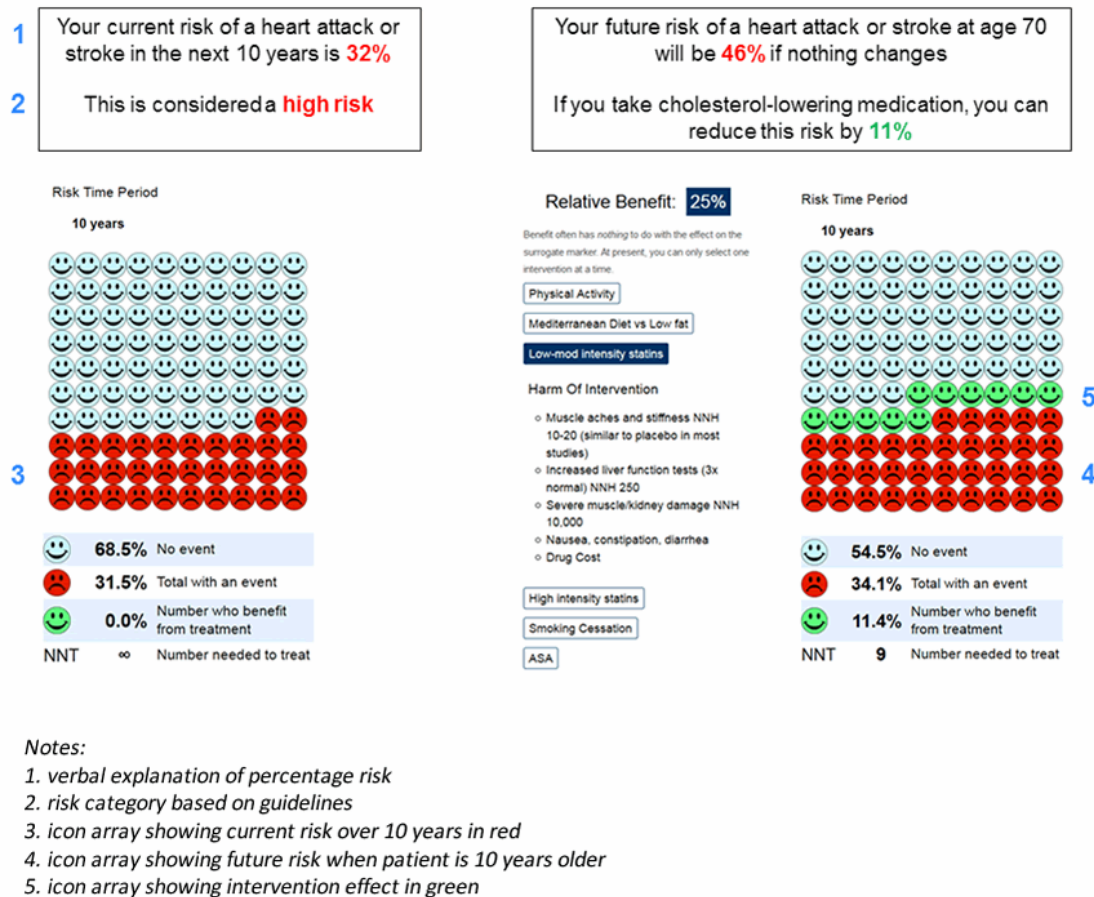 1
Your current risk of a heart attack or
stroke in the next 10 years is 32%
2
This is considered a high risk
Your future risk of a heart attack or stroke at age 70
will be 46% if nothing changes
If you take cholesterol-lowering medication, you can
reduce this risk by 11%
Risk Time Period
10 years
3
68.5% No event
31.5% Total with an event
0.0% Number who benefit
from treatment
NNT ∞ Number needed to treat
Relative Benefit: 25%
Benefit often has nothing to do with the effect on the
surrogate marker. At present, you can only select one
intervention at a time.
Physical Activity
Mediterranean Diet vs Low fat
Low-mod intensity statins
Harm Of Intervention
Muscle aches and stiffness NNH
10-20 (similar to placebo in most
studies)
Increased liver function tests (3x
normal) NNH 250
Severe muscle/kidney damage NNH
10,000
Nausea, constipation, diarrhea
Drug Cost
High intensity statins
Smoking Cessation
ASA
Risk Time Period
10 years
5
4
54.5% No event
34.1% Total with an event
11.4% Number who benefit
from treatment
NNT 9 Number needed to treat
Notes:
1. verbal explanation of percentage risk
2. risk category based on guidelines
3. icon array showing current risk over 10 years in red
4. icon array showing future risk when patient is 10 years older
5. icon array showing intervention effect in green